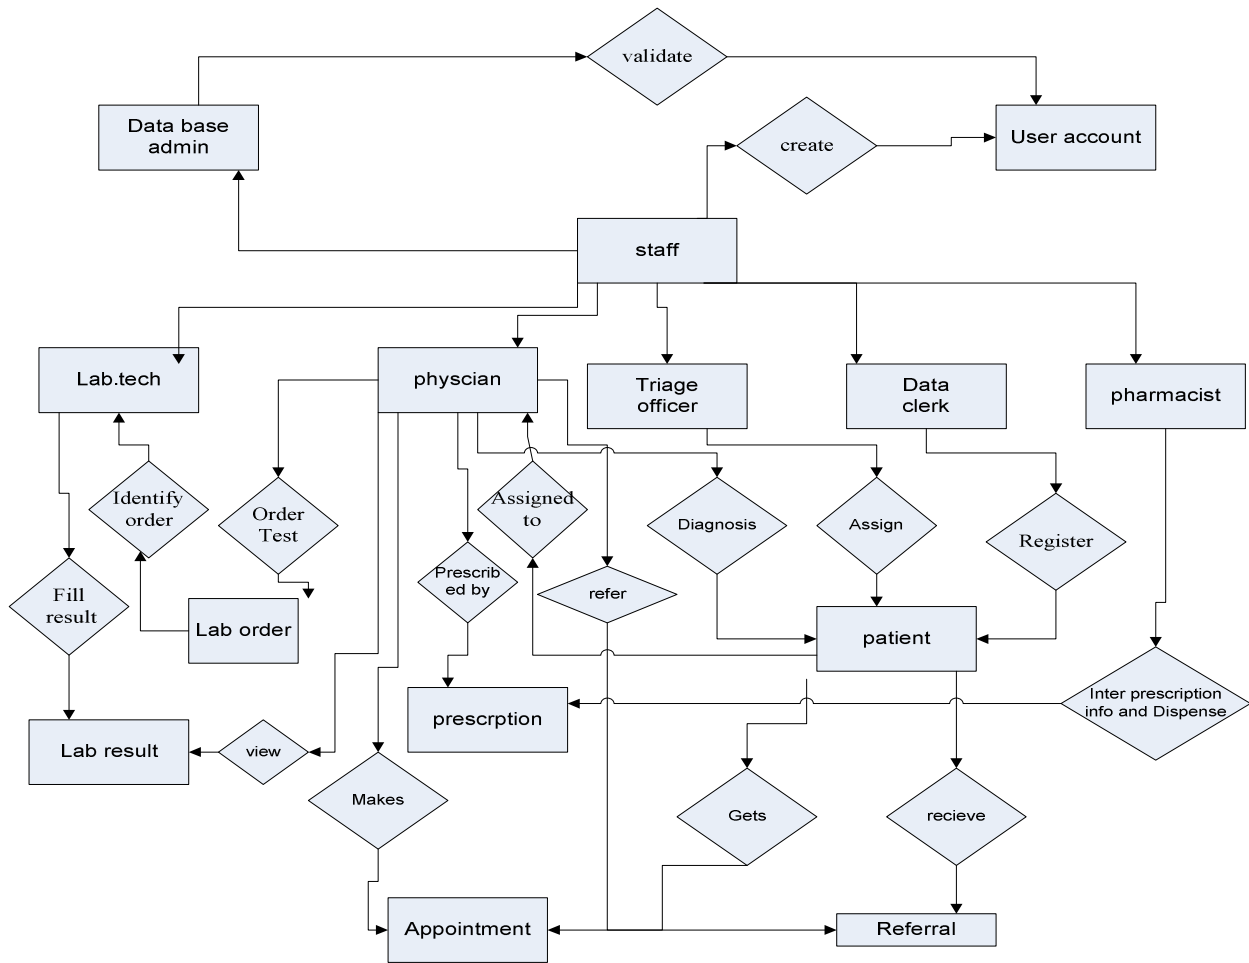 validate
Data base
admin
create
User account
staff
Lab.tech
physcian
Triage
officer
Data
clerk
pharmacist
Identify
order
Order
Test
Assigned
to
Diagnosis
Assign
Register
Fill
result
Lab order
Prescrib
ed by
refer
patient
Inter prescription
info and Dispense
prescrption
Lab result
view
Makes
Gets
recieve
Appointment
Referral